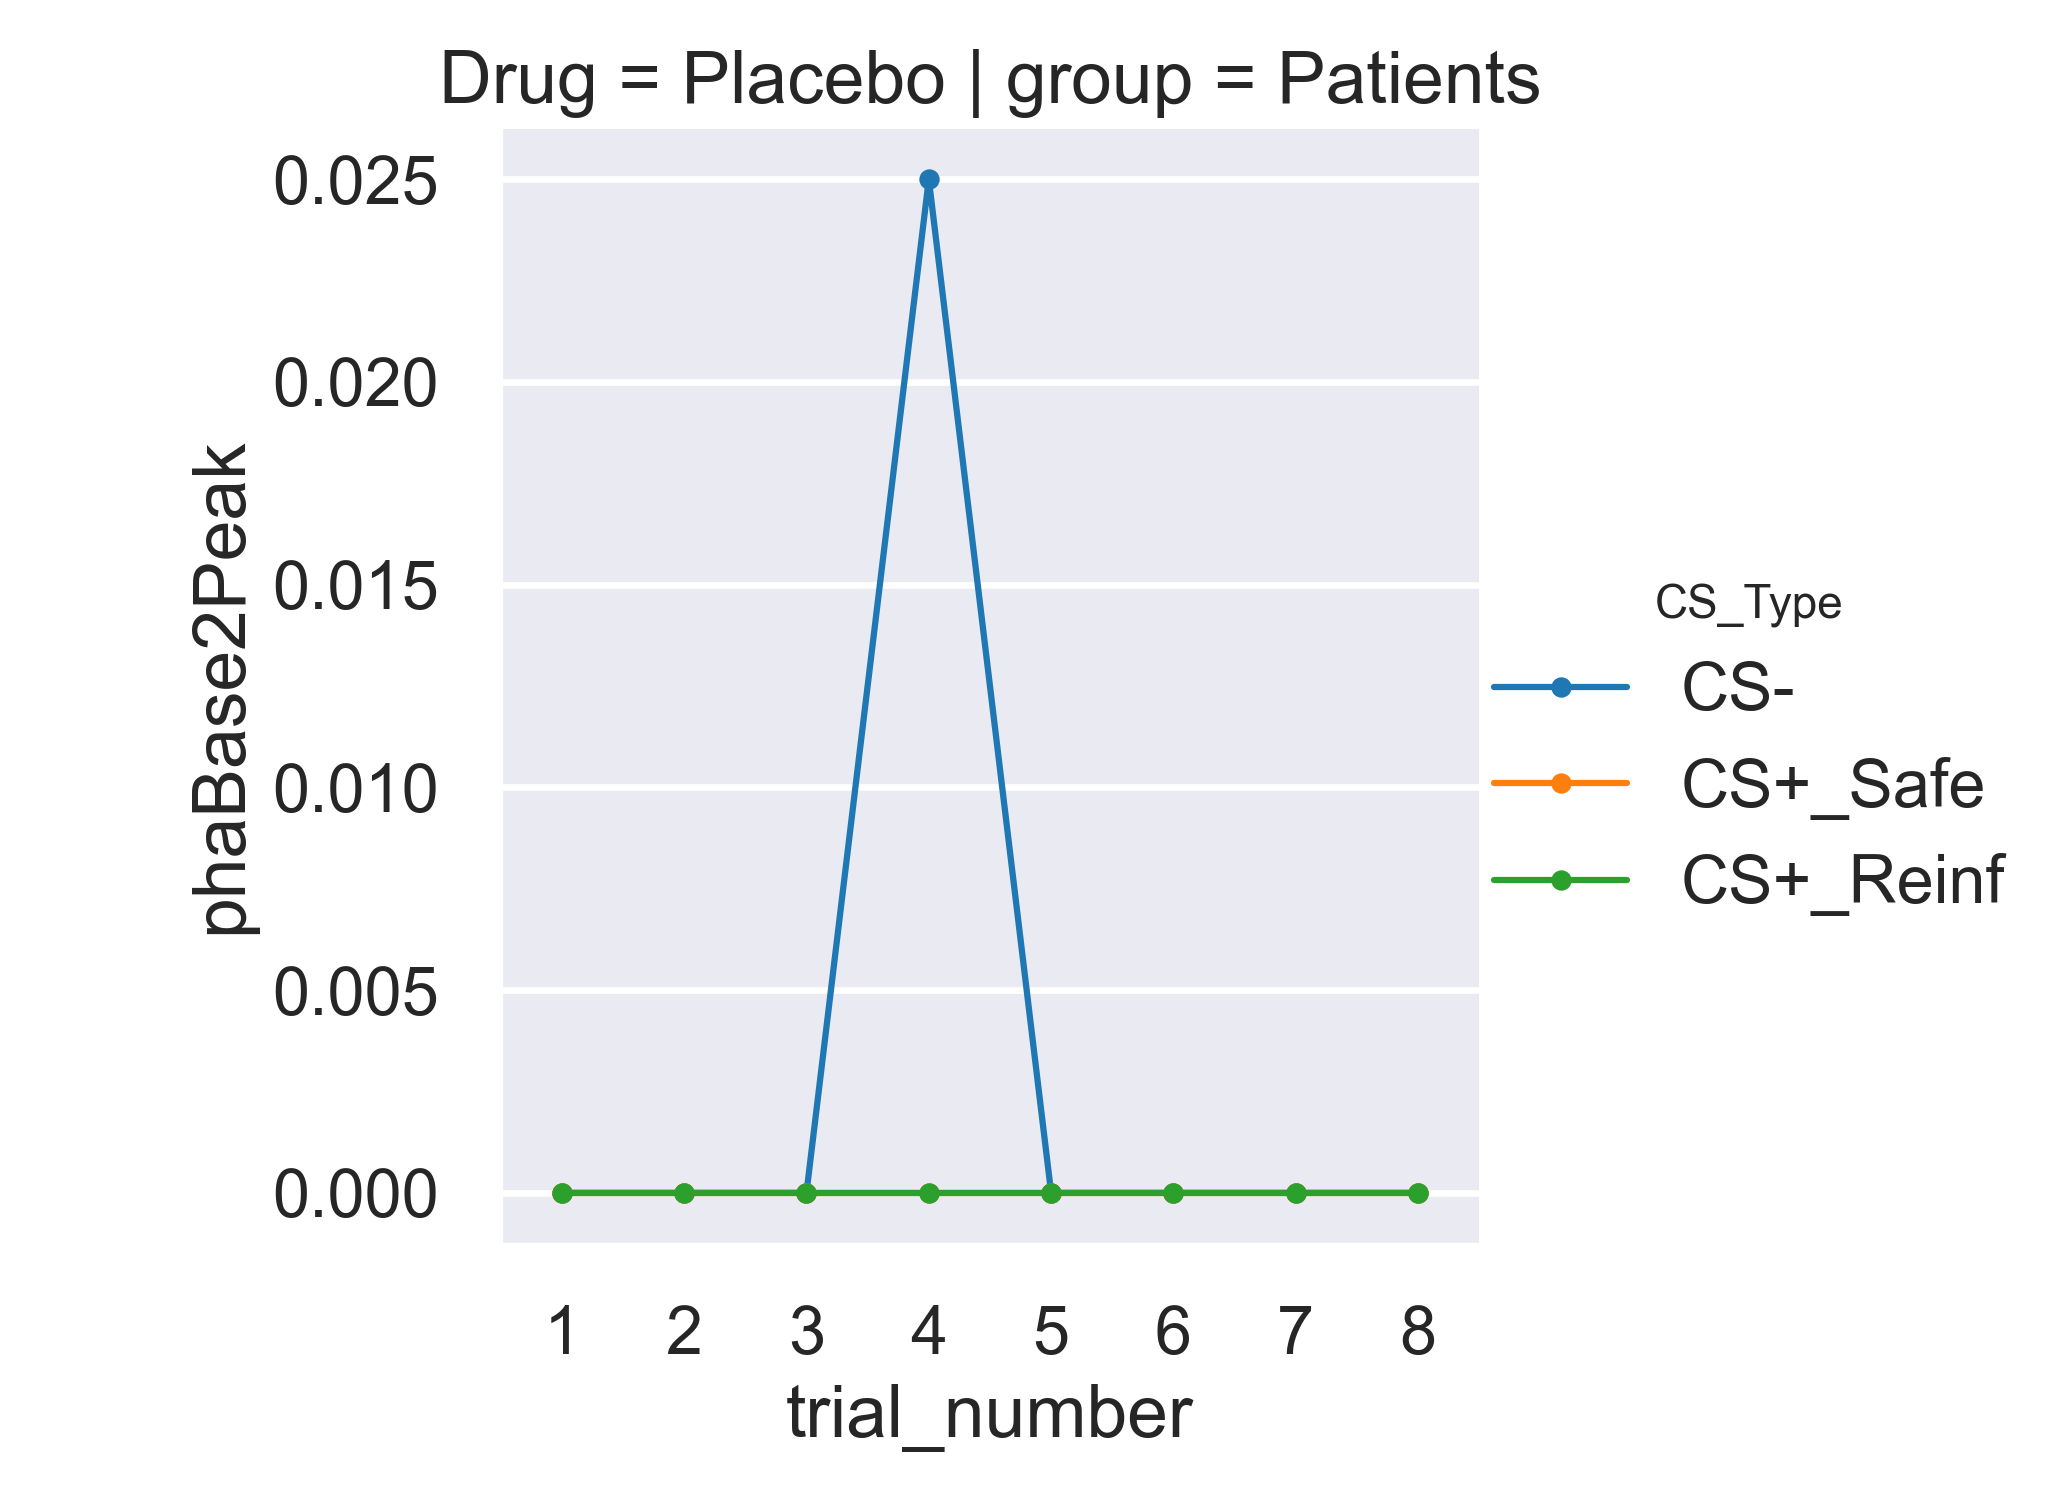 Drug = Placebo | group = Patients
0.025
0.020
0.015
0.010
0.005
0.000
phaBase2Peak
1 2 3 4 5 6 7 8
trial_number
CS_Type
CS-
CS+_Safe
CS+_Reinf